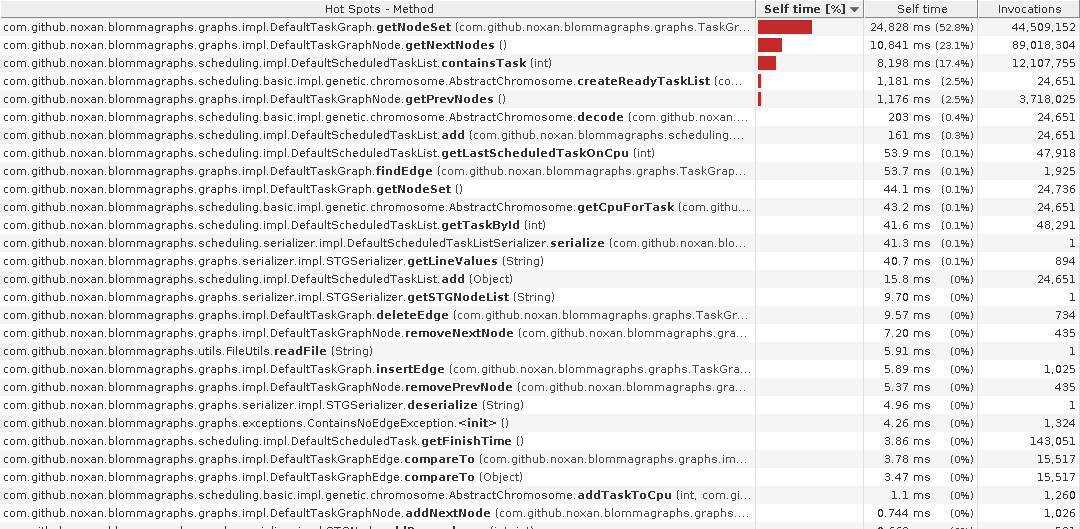 Hot Spots - Method Self time [%] Self time Invocations
com.github.noxan.blommagraphs.graphs.impl.DefaultTaskGraph.getNodeSet (com.github.noxan.blommagraphs.graphs.TaskGr... 24,828 ms (52.8%) 44,509,152
com.github.noxan.blommagraphs.graphs.impl.DefaultTaskGraphNode.getNextNodes () 10,841 ms (23.1%) 89,018,304
com.github.noxan.blommagraphs.scheduling.impl.DefaultScheduledTaskList.containsTask (int) 8,198 ms (17.4%) 12,107,755
com.github.noxan.blommagraphs.scheduling.basic.impl.genetic.chromosome.AbstractChromosome.createReadyTaskList (co... 1,181 ms (2.5%) 24,651
com.github.noxan.blommagraphs.graphs.impl.DefaultTaskGraphNode.getPrevNodes () 1,176 ms (2.5%) 3,718,025
com.github.noxan.blommagraphs.scheduling.basic.impl.genetic.chromosome.AbstractChromosome.decode (com.github.noxan... 203 ms (0.4%) 24,651
com.github.noxan.blommagraphs.scheduling.impl.DefaultScheduledTaskList.add (com.github.noxan.blommagraphs.scheduling.... 161 ms (0.3%) 24,651
com.github.noxan.blommagraphs.scheduling.impl.DefaultScheduledTaskList.getLastScheduledTaskOnCpu (int) 53.9 ms (0.1%) 47,918
com.github.noxan.blommagraphs.graphs.impl.DefaultTaskGraph.findEdge (com.github.noxan.blommagraphs.graphs.TaskGrap... 53.7 ms (0.1%) 1,925
com.github.noxan.blommagraphs.graphs.impl.DefaultTaskGraph.getNodeSet () 44.1 ms (0.1%) 24,736
com.github.noxan.blommagraphs.scheduling.basic.impl.genetic.chromosome.AbstractChromosome.getCpuForTask (com.githu... 43.2 ms (0.1%) 24,651
com.github.noxan.blommagraphs.scheduling.impl.DefaultScheduledTaskList.getTaskById (int) 41.6 ms (0.1%) 48,291
com.github.noxan.blommagraphs.scheduling.serializer.impl.DefaultScheduledTaskListSerializer.serialize (com.github.noxan.blo... 41.3 ms (0.1%) 1
com.github.noxan.blommagraphs.graphs.serializer.impl.STGSerializer.getLineValues (String) 40.7 ms (0.1%) 894
com.github.noxan.blommagraphs.scheduling.impl.DefaultScheduledTaskList.add (Object) 15.8 ms (0%) 24,651
com.github.noxan.blommagraphs.graphs.serializer.impl.STGSerializer.getSTGNodeList (String) 9.70 ms (0%) 1
com.github.noxan.blommagraphs.graphs.impl.DefaultTaskGraph.deleteEdge (com.github.noxan.blommagraphs.graphs.TaskGr... 9.57 ms (0%) 734
com.github.noxan.blommagraphs.graphs.impl.DefaultTaskGraphNode.removeNextNode (com.github.noxan.blommagraphs.gra... 7.20 ms (0%) 435
com.github.noxan.blommagraphs.utils.FileUtils.readFile (String) 5.91 ms (0%) 1
com.github.noxan.blommagraphs.graphs.impl.DefaultTaskGraph.insertEdge (com.github.noxan.blommagraphs.graphs.TaskGra... 5.89 ms (0%) 1,025
com.github.noxan.blommagraphs.graphs.impl.DefaultTaskGraphNode.removePrevNode (com.github.noxan.blommagraphs.gra... 5.37 ms (0%) 435
com.github.noxan.blommagraphs.graphs.serializer.impl.STGSerializer.deserialize (String) 4.96 ms (0%) 1
com.github.noxan.blommagraphs.graphs.exceptions.ContainsNoEdgeException.<init> () 4.26 ms (0%) 1,324
com.github.noxan.blommagraphs.scheduling.impl.DefaultScheduledTask.getFinishTime () 3.86 ms (0%) 143,051
com.github.noxan.blommagraphs.graphs.impl.DefaultTaskGraphEdge.compareTo (com.github.noxan.blommagraphs.graphs.im... 3.78 ms (0%) 15,517
com.github.noxan.blommagraphs.graphs.impl.DefaultTaskGraphEdge.compareTo (Object) 3.47 ms (0%) 15,517
com.github.noxan.blommagraphs.scheduling.basic.impl.genetic.chromosome.AbstractChromosome.addTaskToCpu (int, com.gi... 1.1 ms (0%) 1,260
com.github.noxan.blommagraphs.graphs.impl.DefaultTaskGraphNode.addNextNode (com.github.noxan.blommagraphs.graphs... 0.744 ms (0%) 1,026